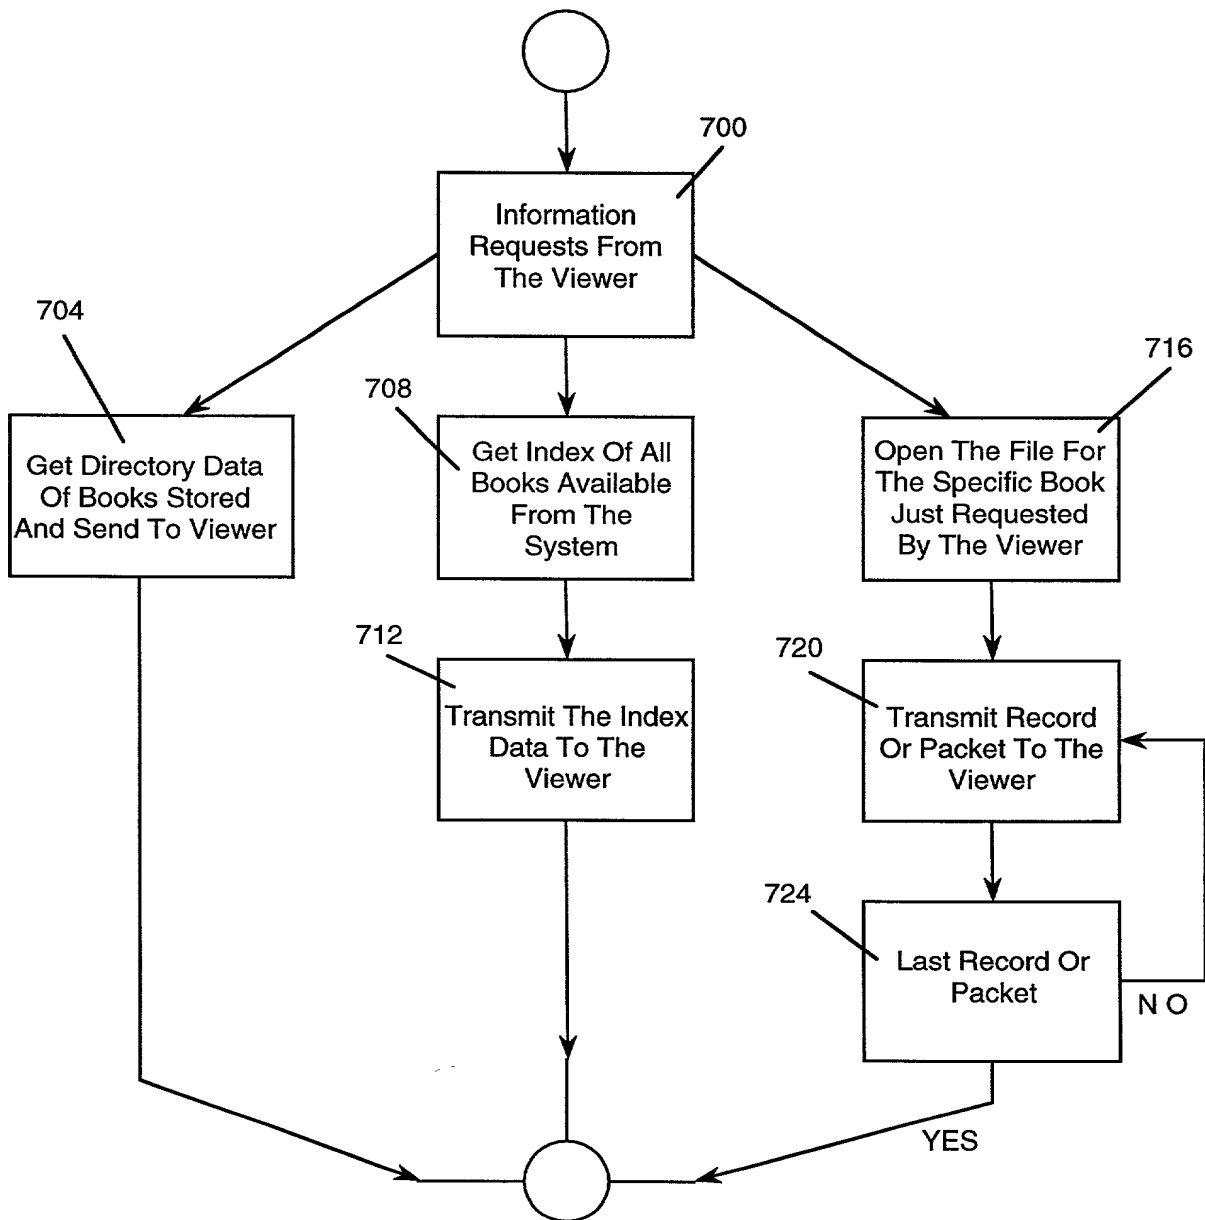 700
Information
Requests From
The Viewer
704
Get Directory Data
Of Books Stored
And Send To Viewer
708
Get Index Of All
Books Available
From The
System
716
Open The File For
The Specific Book
Just Requested
By The Viewer
712
Transmit The Index
Data To The
Viewer
720
Transmit Record
Or Packet To The
Viewer
724
Last Record Or
Packet
N O
YES